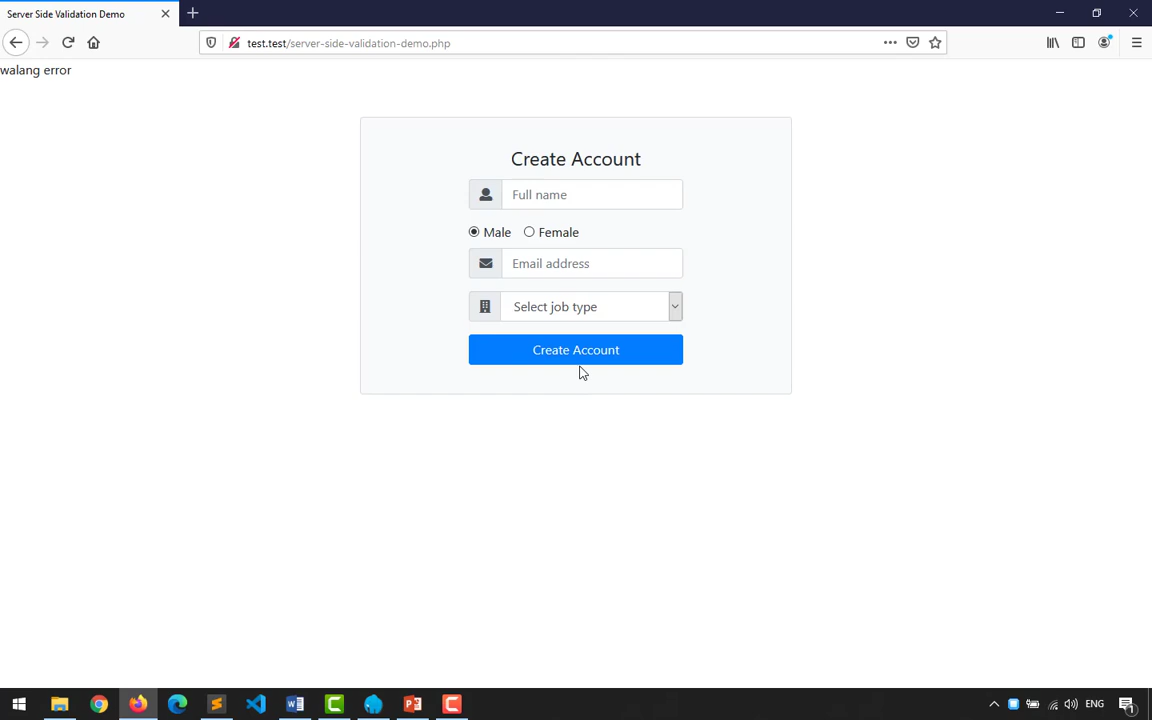 Server Side Validation Demo
test.test/server-side-validation-demo.php
walang error
Create Account
Full name
Male Female
Email address
Select job type
Create Account
ENG
1